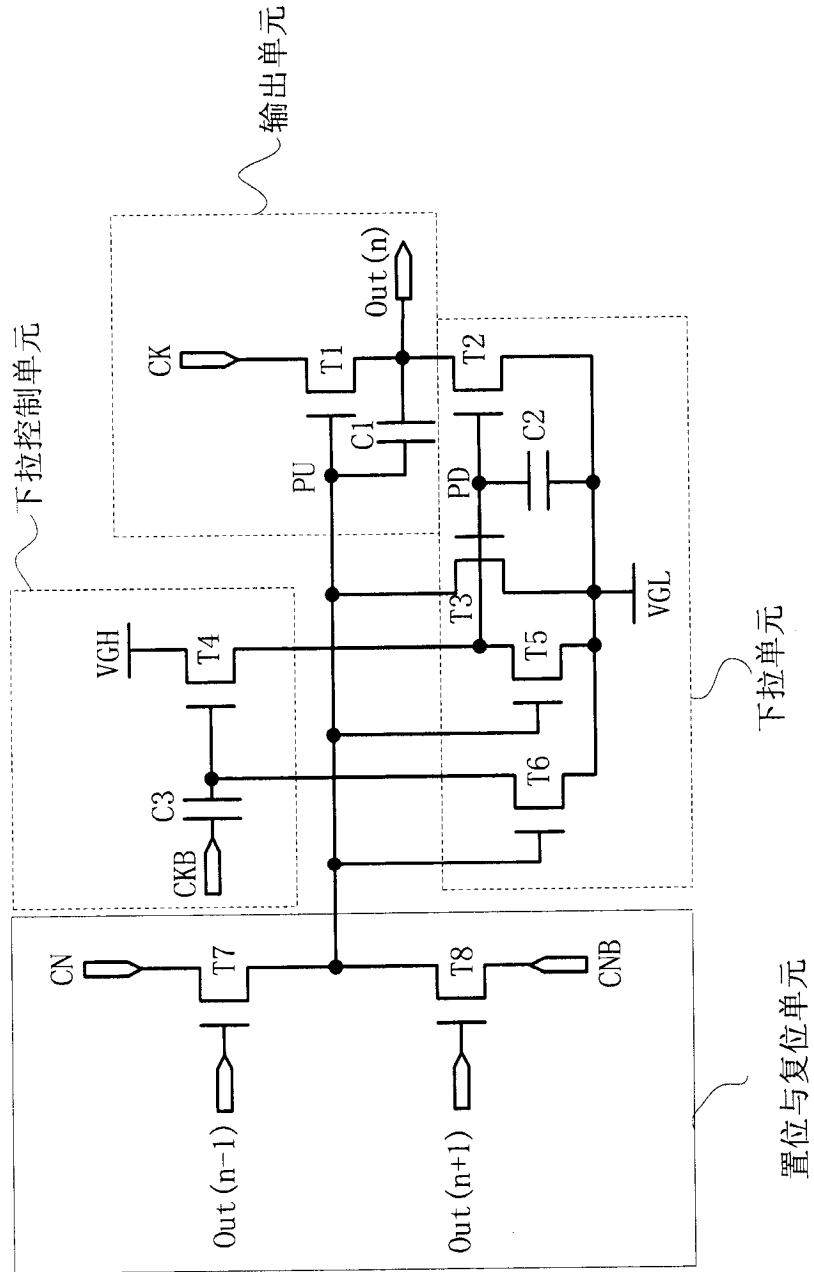 置位与复位单元
下拉控制单元
输出单元
下拉单元
CN
T7
Out(n-1)
Out(n+1)
T8
CNB
CKB
C3
VGH
T4
T6
T5
T3
VGL
PU
C1
CK
T1
Out(n)
PD
C2
T2